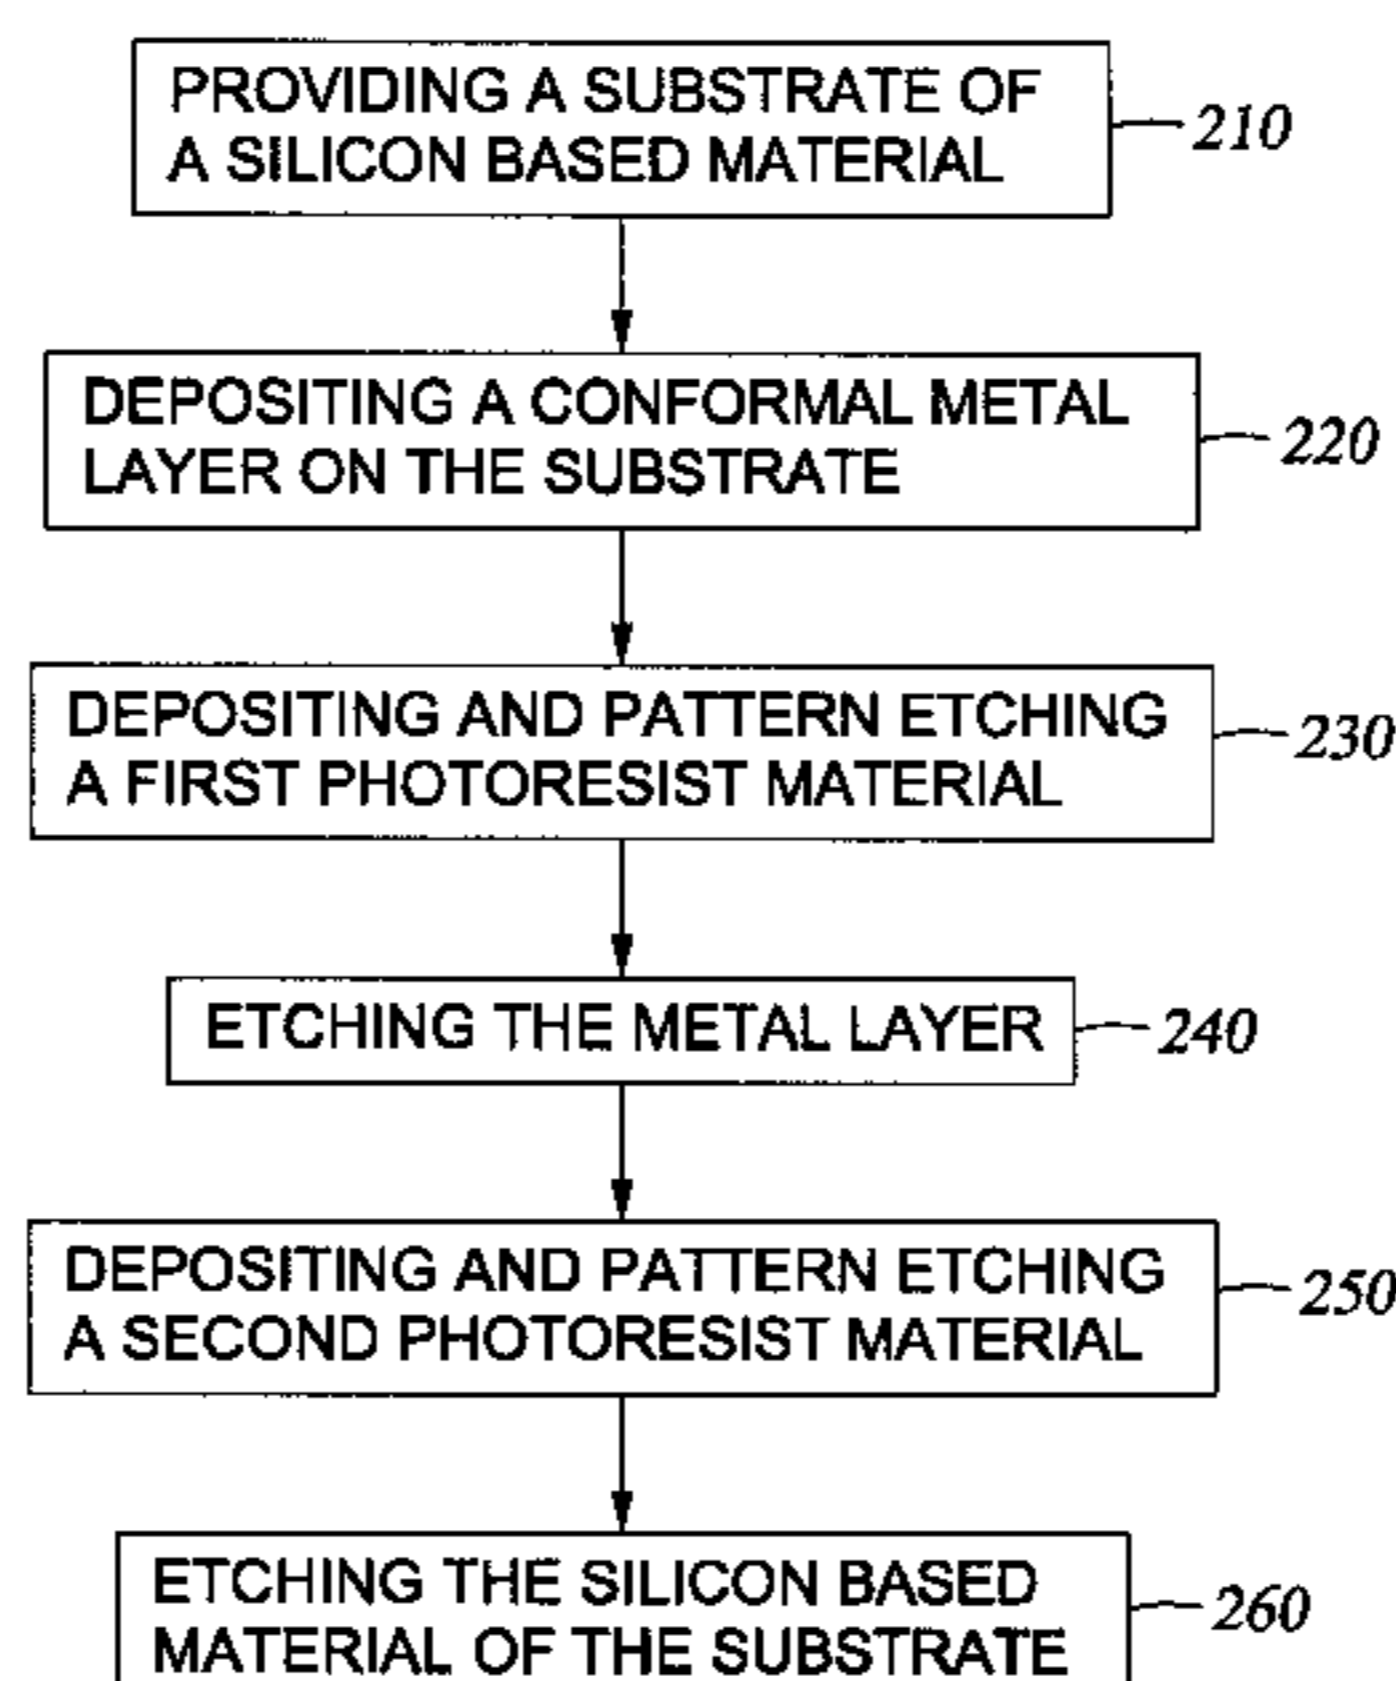 PROVIDING A SUBSTRATE OF
A SILICON BASED MATERIAL
210
DEPOSITING A CONFORMAL METAL
LAYER ON THE SUBSTRATE
220
DEPOSITING AND PATTERN ETCHING
A FIRST PHOTORESIST MATERIAL
230
ETCHING THE METAL LAYER
240
DEPOSITING AND PATTERN ETCHING
A SECOND PHOTORESIST MATERIAL
250
ETCHING THE SILICON BASED
MATERIAL OF THE SUBSTRATE
260